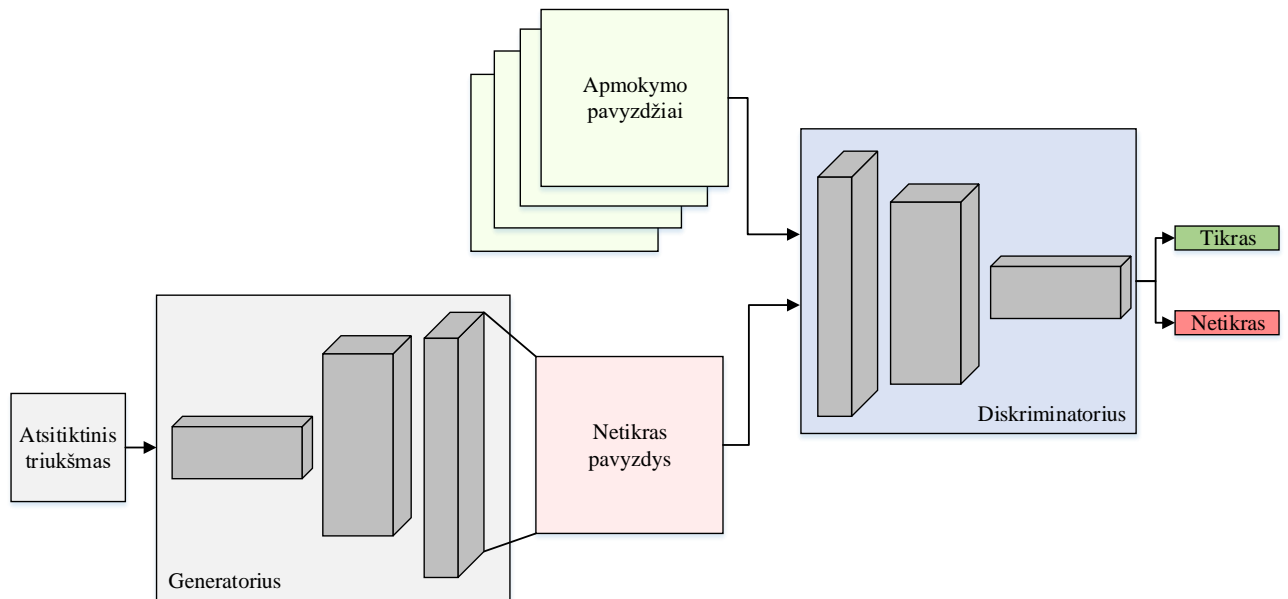 Apmokymo
pavyzdžiai
Tikras
Netikras
Diskriminatorius
Atsitiktinis
triukšmas
Netikras
pavyzdys
Generatorius